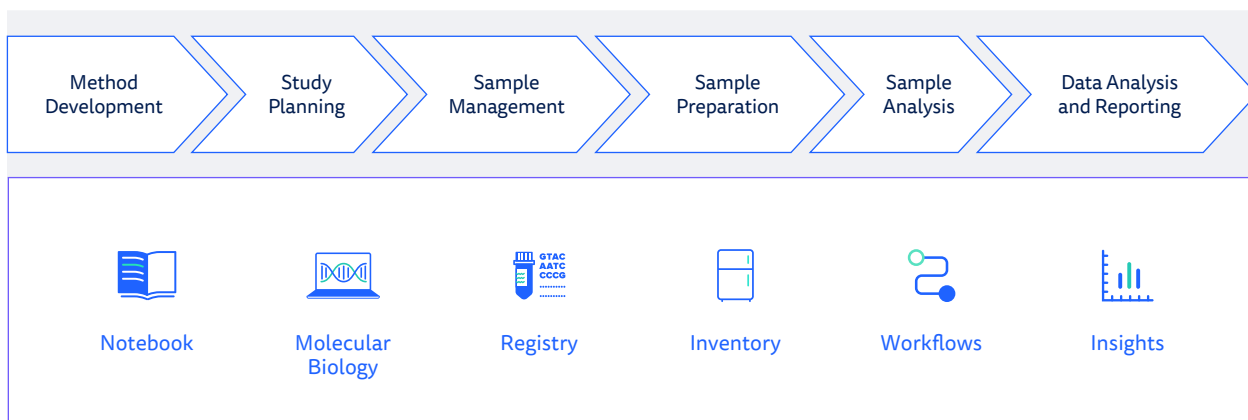 Method
Development
Study
Planning
Sample
Management
Sample
Preparation
Sample
Analysis
Data Analysis
and Reporting
GTAC
AATC
CCCG
Notebook
Molecular
Biology
Registry
Inventory
Workflows
Insights